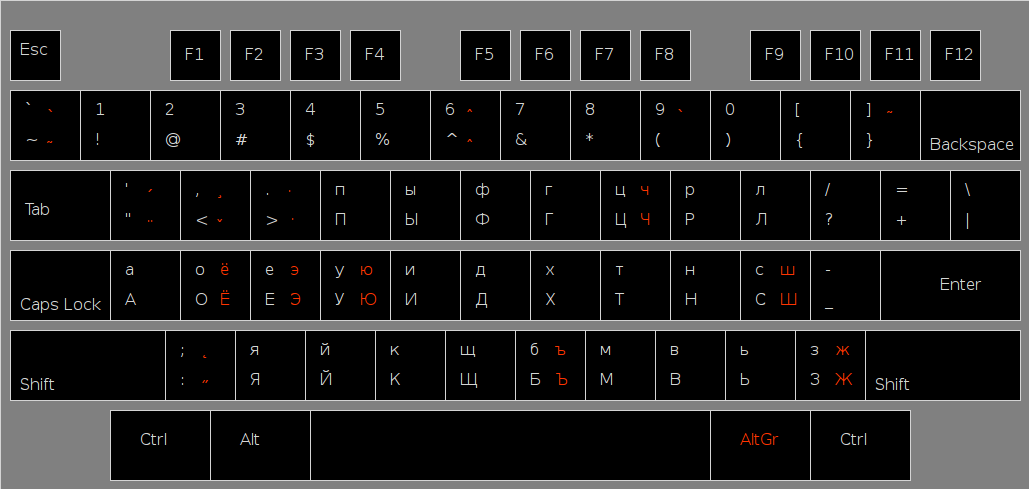 Esc F1 F2 F3 F4 F5 F6 F7 F8 F9 F10 F11 F12
` ` 1 2 3 4 5 6 ^ 7 8 9 ` 0 [ ] ~
~ ~ ! @ # $ % ^ ^ & * ( ) { } Backspace
Tab ' ´ , ¸ . · п ы ф г ц ч р л / = \
" ¨ < ˇ > ˙ П Ы Ф Г Ц Ч Р Л ? + |
а о ё е э у ю и д х т н с ш - Enter
Caps Lock А О Ё Е Э У Ю И Д Х Т Н С Ш _
; ˛ я й к щ б ъ м в ь з ж
Shift : ˝ Я Й К Щ Б Ъ М В Ь З Ж Shift
Ctrl Alt AltGr Ctrl